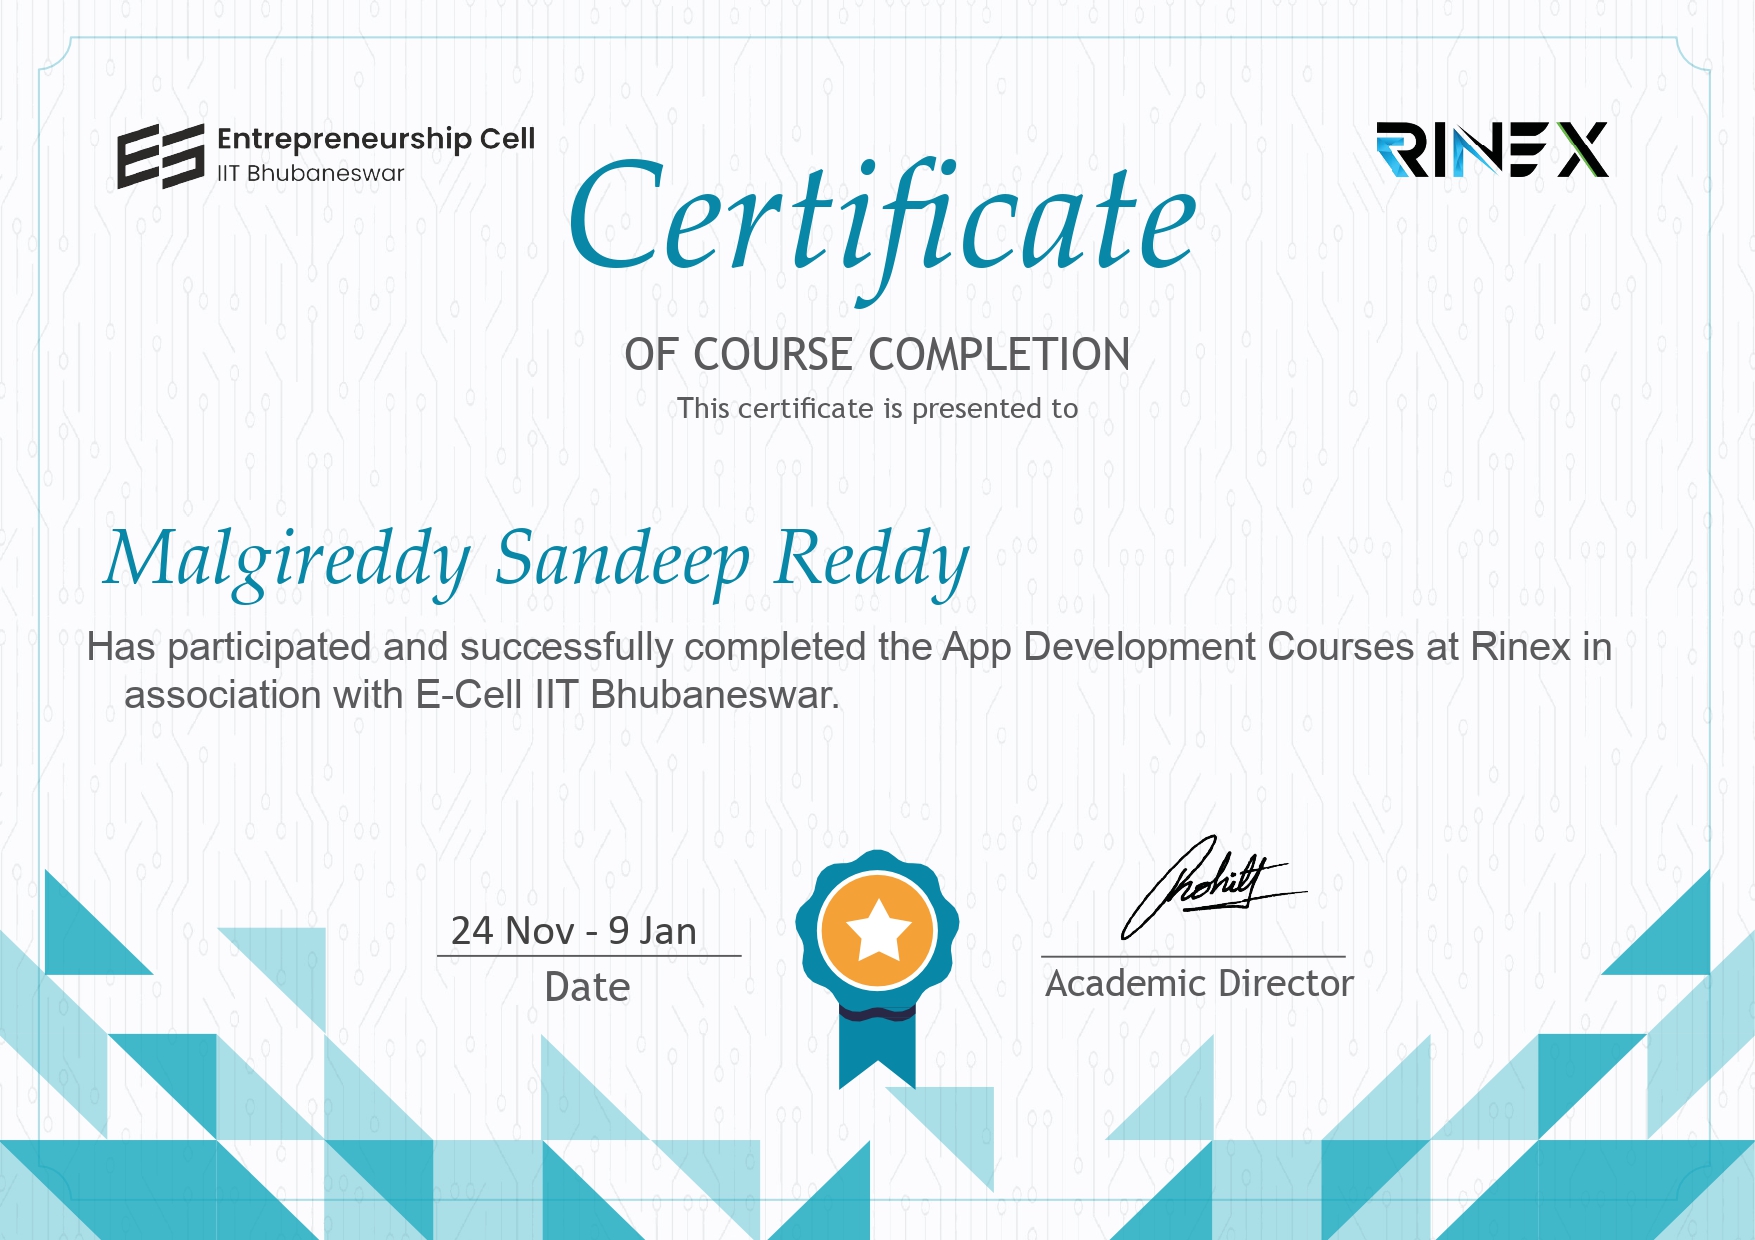 Entrepreneurship Cell
IIT Bhubaneswar
RINEX
Certificate
OF COURSE COMPLETION
This certificate is presented to
Malgireddy Sandeep Reddy
Has participated and successfully completed the App Development Courses at Rinex in
association with E-Cell IIT Bhubaneswar.
24 Nov - 9 Jan
Date
Academic Director